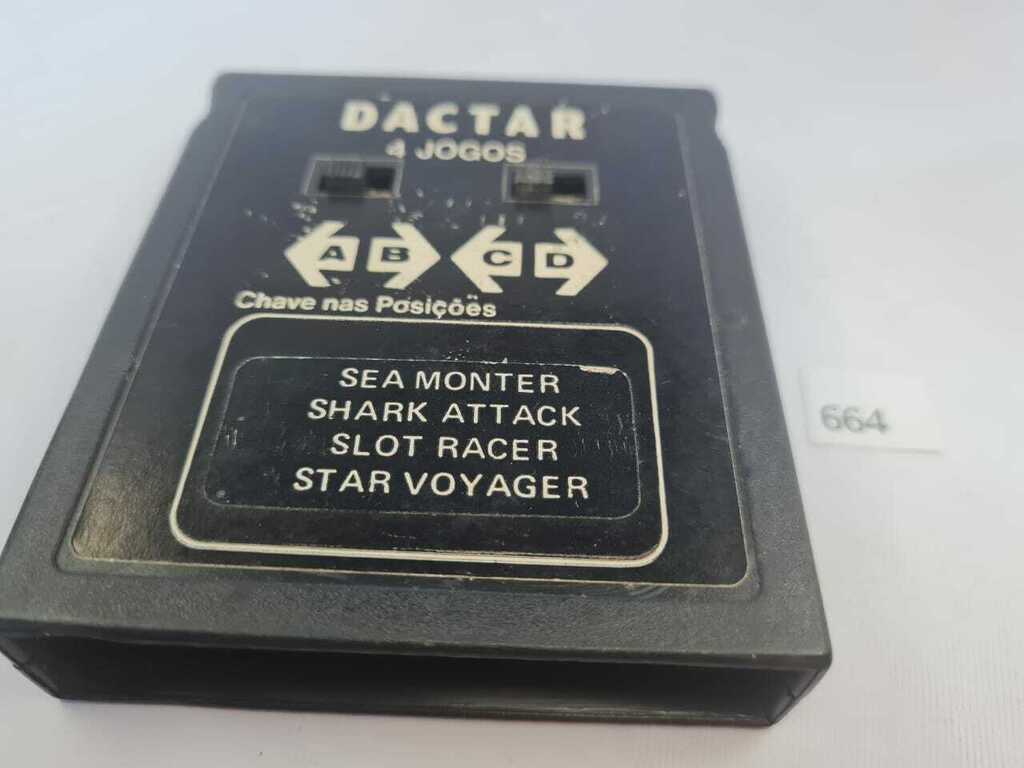 DACTAR
4 JOGOS
A B C D
Chave nas Posições
SEA MONTER
SHARK ATTACK
SLOT RACER
STAR VOYAGER
664